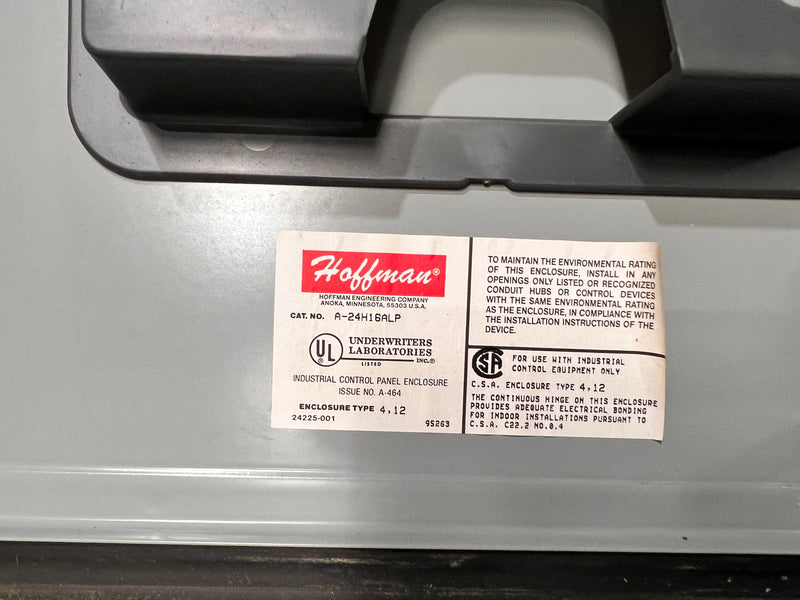 Hoffman®
HOFFMAN ENGINEERING COMPANY
ANOKA, MINNESOTA, 55303 U.S.A.
CAT. NO. A-24H16ALP
UL ®
UNDERWRITERS
LABORATORIES
INC.®
LISTED
INDUSTRIAL CONTROL PANEL ENCLOSURE
ISSUE NO. A-464
ENCLOSURE TYPE 4,12
24225-001 952G3
TO MAINTAIN THE ENVIRONMENTAL RATING
OF THIS ENCLOSURE, INSTALL IN ANY
OPENINGS ONLY LISTED OR RECOGNIZED
CONDUIT HUBS OR CONTROL DEVICES
WITH THE SAME ENVIRONMENTAL RATING
AS THE ENCLOSURE, IN COMPLIANCE WITH
THE INSTALLATION INSTRUCTIONS OF THE
DEVICE.
SA FOR USE WITH INDUSTRIAL
CONTROL EQUIPMENT ONLY
C.S.A. ENCLOSURE TYPE 4,12
THE CONTINUOUS HINGE ON THIS ENCLOSURE
PROVIDES ADEQUATE ELECTRICAL BONDING
FOR INDOOR INSTALLATIONS PURSUANT TO
C.S.A. C22.2 NO.0.4